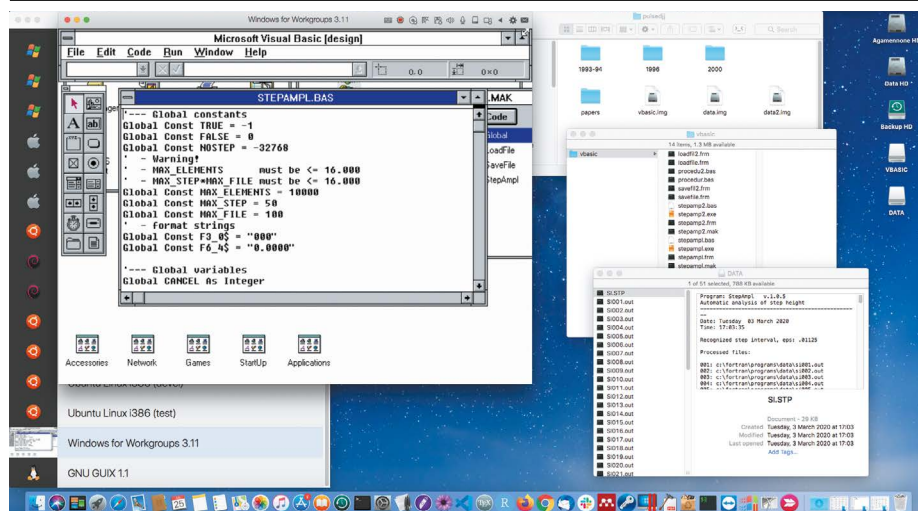 Windows for Workgroups 3.11
Microsoft Visual Basic [design]
File Edit Code Run Window Help
0,0 0×0
STEPAMPL.BAS
'--- Global constants
Global Const TRUE = -1
Global Const FALSE = 0
Global Const NOSTEP = -32768
' - Warning!
' - MAX_ELEMENTS must be <= 16.000
' - MAX_STEP*MAX_FILE must be <= 16.000
Global Const MAX_ELEMENTS = 10000
Global Const MAX_STEP = 50
Global Const MAX_FILE = 100
' - format strings
Global Const F3_0$ = "000"
Global Const F6_4$ = "0.0000"
'--- Global variables
Global CANCEL As Integer
.MAK
Code
Global
LoadFile
SaveFile
StepAmpl
Accessories Network Games StartUp Applications
Ubuntu Linux i386 (devel)
Ubuntu Linux i386 (test)
Windows for Workgroups 3.11
GNU GUIX 1.1
Search
1993-94 1996 2000
papers vbasic.img data.img data2.img
vbasic
14 items, 1.3 MB available
vbasic
loadfil2.frm
loadfile.frm
procedu2.bas
procedur.bas
savefil2.frm
savefile.frm
stepamp2.bas
stepamp2.exe
stepamp2.frm
stepamp2.mak
stepampl.bas
stepampl.exe
stepampl.frm
stepampl.mak
DATA
1 of 51 selected, 788 KB available
SI.STP
SI001.out
SI002.out
SI003.out
SI004.out
SI005.out
SI006.out
SI007.out
SI008.out
SI009.out
SI010.out
SI011.out
SI012.out
SI013.out
SI014.out
SI015.out
SI016.out
SI017.out
SI018.out
SI019.out
SI020.out
SI021.out
Program: StepAmpl v.1.0.5
Automatic analysis of step height
Date: Tuesday 03 March 2020
Time: 17:03:35
Recognized step interval, eps: .01125
Processed files:
001: c:\fortran\programs\data\si001.out
002: c:\fortran\programs\data\si002.out
003: c:\fortran\programs\data\si003.out
004: c:\fortran\programs\data\si004.out
SI.STP
Document - 29 KB
Created Tuesday, 3 March 2020 at 17:03
Modified Tuesday, 3 March 2020 at 17:03
Last opened Tuesday, 3 March 2020 at 17:03
Add Tags...
Agamennone HD
Data HD
Backup HD
VBASIC
DATA